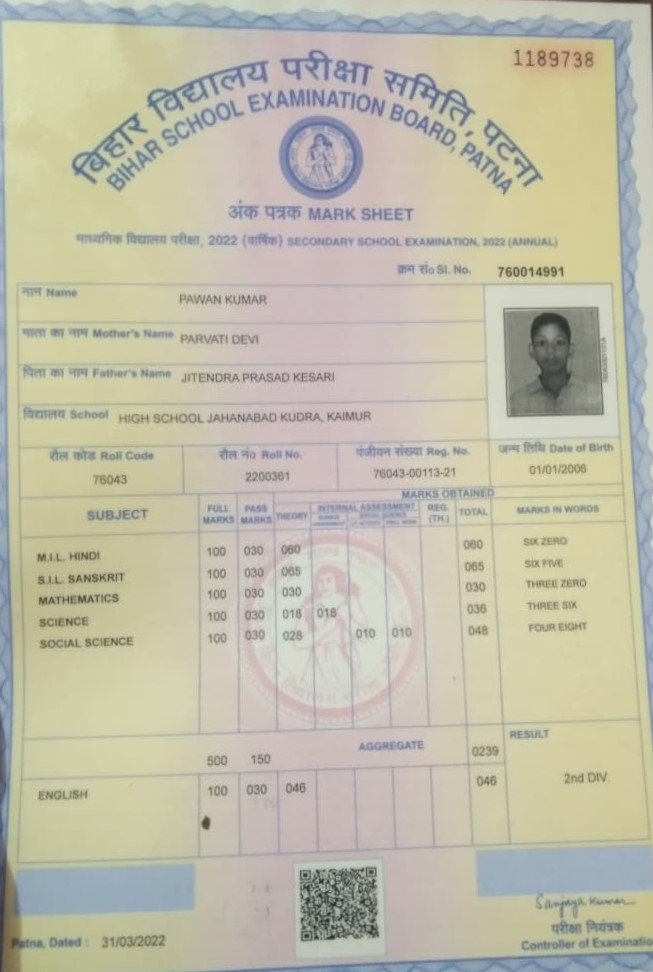 1189738
बिहार विद्यालय परीक्षा समिति, पटना
BIHAR SCHOOL EXAMINATION BOARD, PATNA
अंक पत्रक MARK SHEET
माध्यमिक विद्यालय परीक्षा, 2022 (वार्षिक) SECONDARY SCHOOL EXAMINATION, 2022 (ANNUAL)
क्रम सं० Sl. No. 760014991
नाम Name PAWAN KUMAR
माता का नाम Mother's Name PARVATI DEVI
पिता का नाम Father's Name JITENDRA PRASAD KESARI
विद्यालय School HIGH SCHOOL JAHANABAD KUDRA, KAIMUR
रौल कोड Roll Code रौल नं० Roll No. पंजीयन संख्या Reg. No. जन्म तिथि Date of Birth
76043 2200361 76043-00113-21 01/01/2006
MARKS OBTAINED
SUBJECT FULL MARKS PASS MARKS THEORY INTERNAL ASSESSMENT REG. (TH.) TOTAL MARKS IN WORDS
M.I.L. HINDI 100 030 060 060 SIX ZERO
S.I.L. SANSKRIT 100 030 065 065 SIX FIVE
MATHEMATICS 100 030 030 030 THREE ZERO
SCIENCE 100 030 018 018 036 THREE SIX
SOCIAL SCIENCE 100 030 028 010 010 048 FOUR EIGHT
500 150 AGGREGATE 0239 RESULT
ENGLISH 100 030 046 046 2nd DIV.
Sanjaya Kumar
परीक्षा नियंत्रक
Patna, Dated : 31/03/2022 Controller of Examinatio